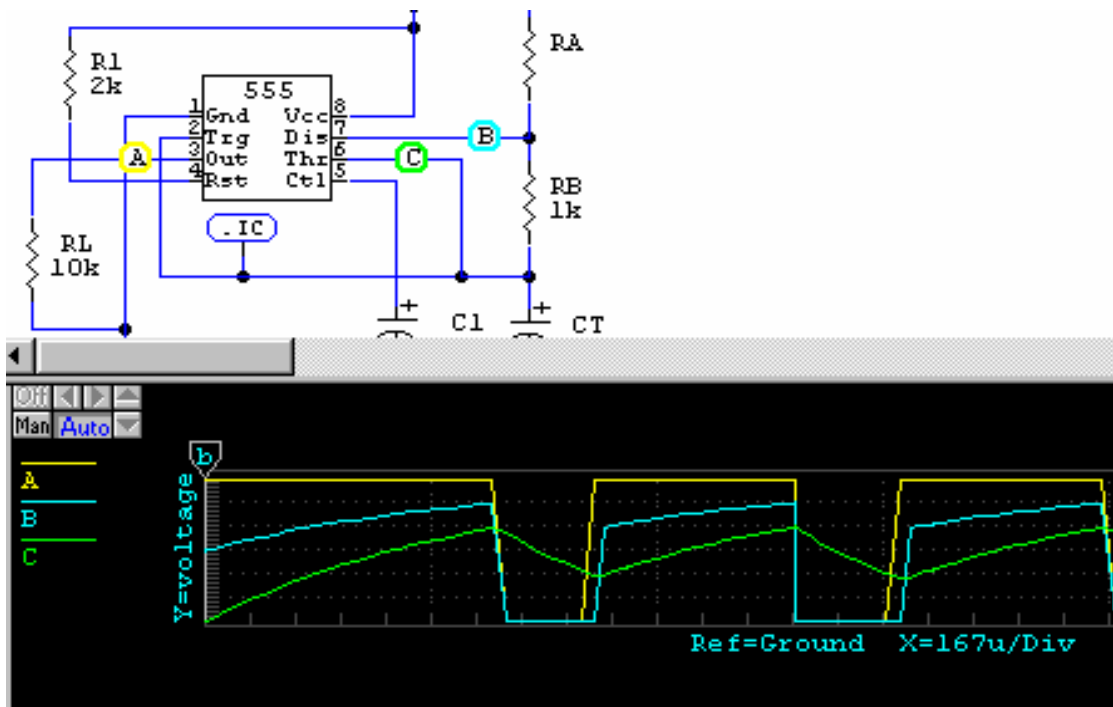 RA
R1
2k
555
1 Gnd Vcc 8
2 Trg Dis 7
3 Out Thr 6
4 Rst Ctl 5
A
B
C
RB
1k
.IC
RL
10k
+
C1
+
CT
Off
Man Auto
b
A
B
C
Y=voltage
Ref=Ground X=167u/Div